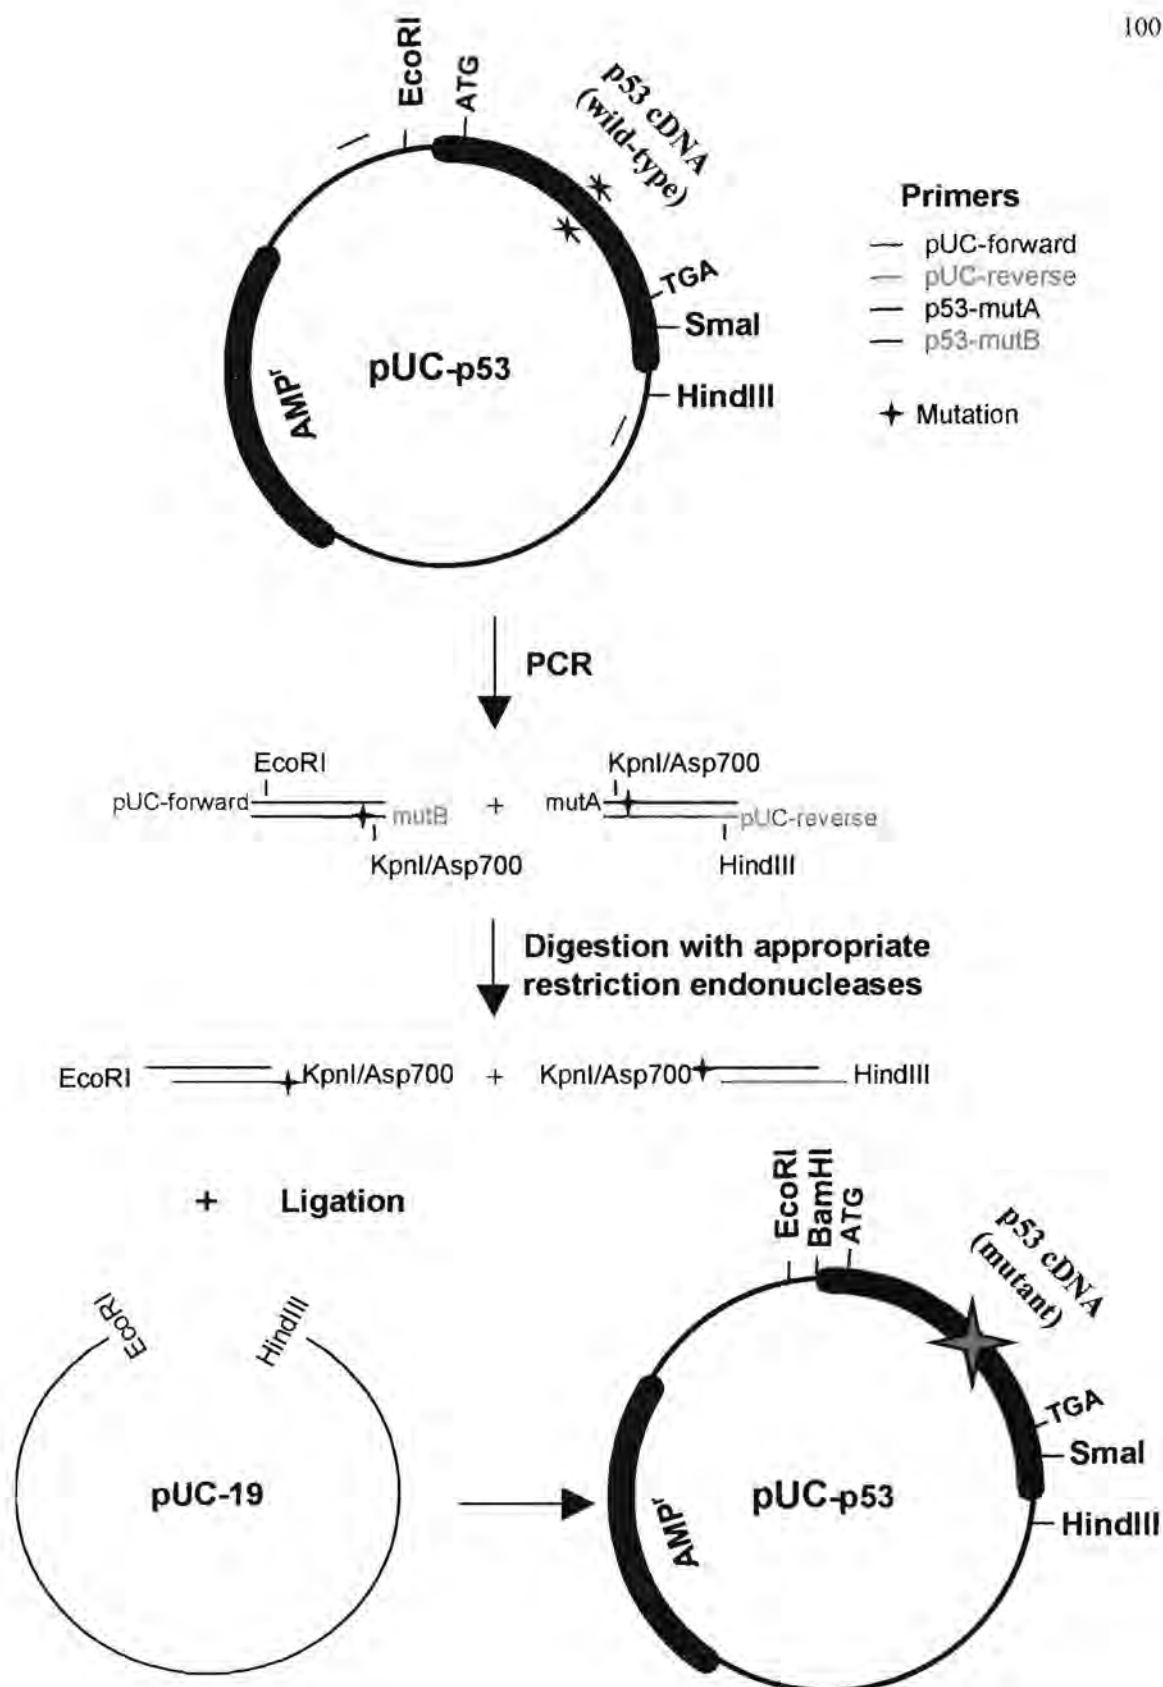 100
EcoRI
ATG
p53 cDNA
(wild-type)
TGA
SmaI
HindIII
pUC-p53
AMPr
Primers
pUC-forward
pUC-reverse
p53-mutA
p53-mutB
Mutation
PCR
EcoRI
pUC-forward
mutB
KpnI/Asp700
+
KpnI/Asp700
mutA
pUC-reverse
HindIII
Digestion with appropriate
restriction endonucleases
EcoRI
KpnI/Asp700
+
KpnI/Asp700
HindIII
+ Ligation
EcoRI
HindIII
pUC-19
EcoRI
BamHI
ATG
p53 cDNA
(mutant)
TGA
SmaI
HindIII
pUC-p53
AMPr